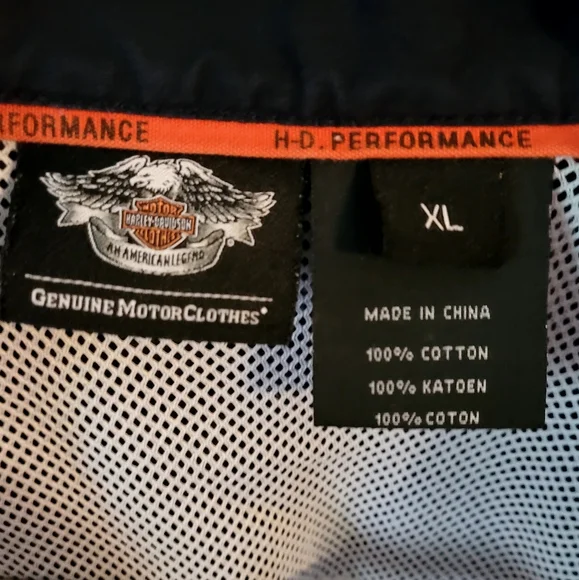 RFORMANCE
H-D. PERFORMANCE
MOTOR
HARLEY-DAVIDSON
CLOTHES
AN AMERICAN LEGEND
®
GENUINE MOTORCLOTHES®
XL
MADE IN CHINA
100% COTTON
100% KATOEN
100% COTON